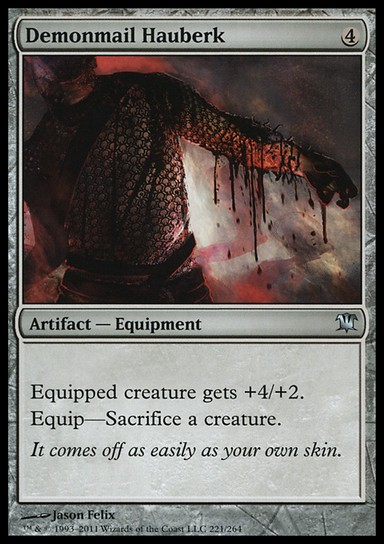 Demonmail Hauberk 4
Artifact — Equipment
Equipped creature gets +4/+2.
Equip—Sacrifice a creature.
It comes off as easily as your own skin.
Jason Felix
™ & © 1993–2011 Wizards of the Coast LLC 221/264